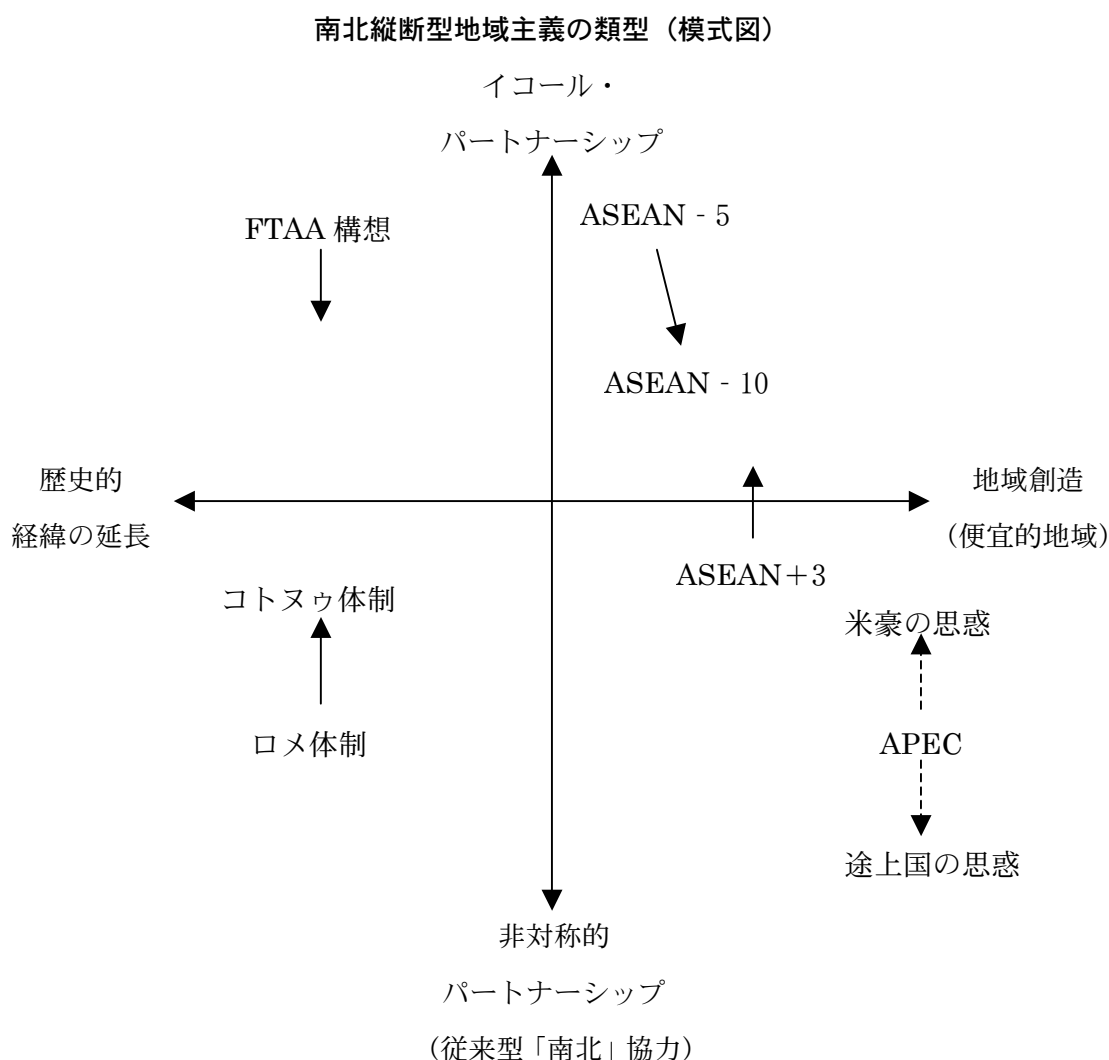 南北縦断型地域主義の類型（模式図）
イコール・
パートナーシップ
ASEAN‐5
FTAA 構想
ASEAN‐10
歴史的
経緯の延長
地域創造
（便宜的地域）
ASEAN＋3
コトヌゥ体制
米豪の思惑
ロメ体制
APEC
途上国の思惑
非対称的
パートナーシップ
（従来型「南北」協力）